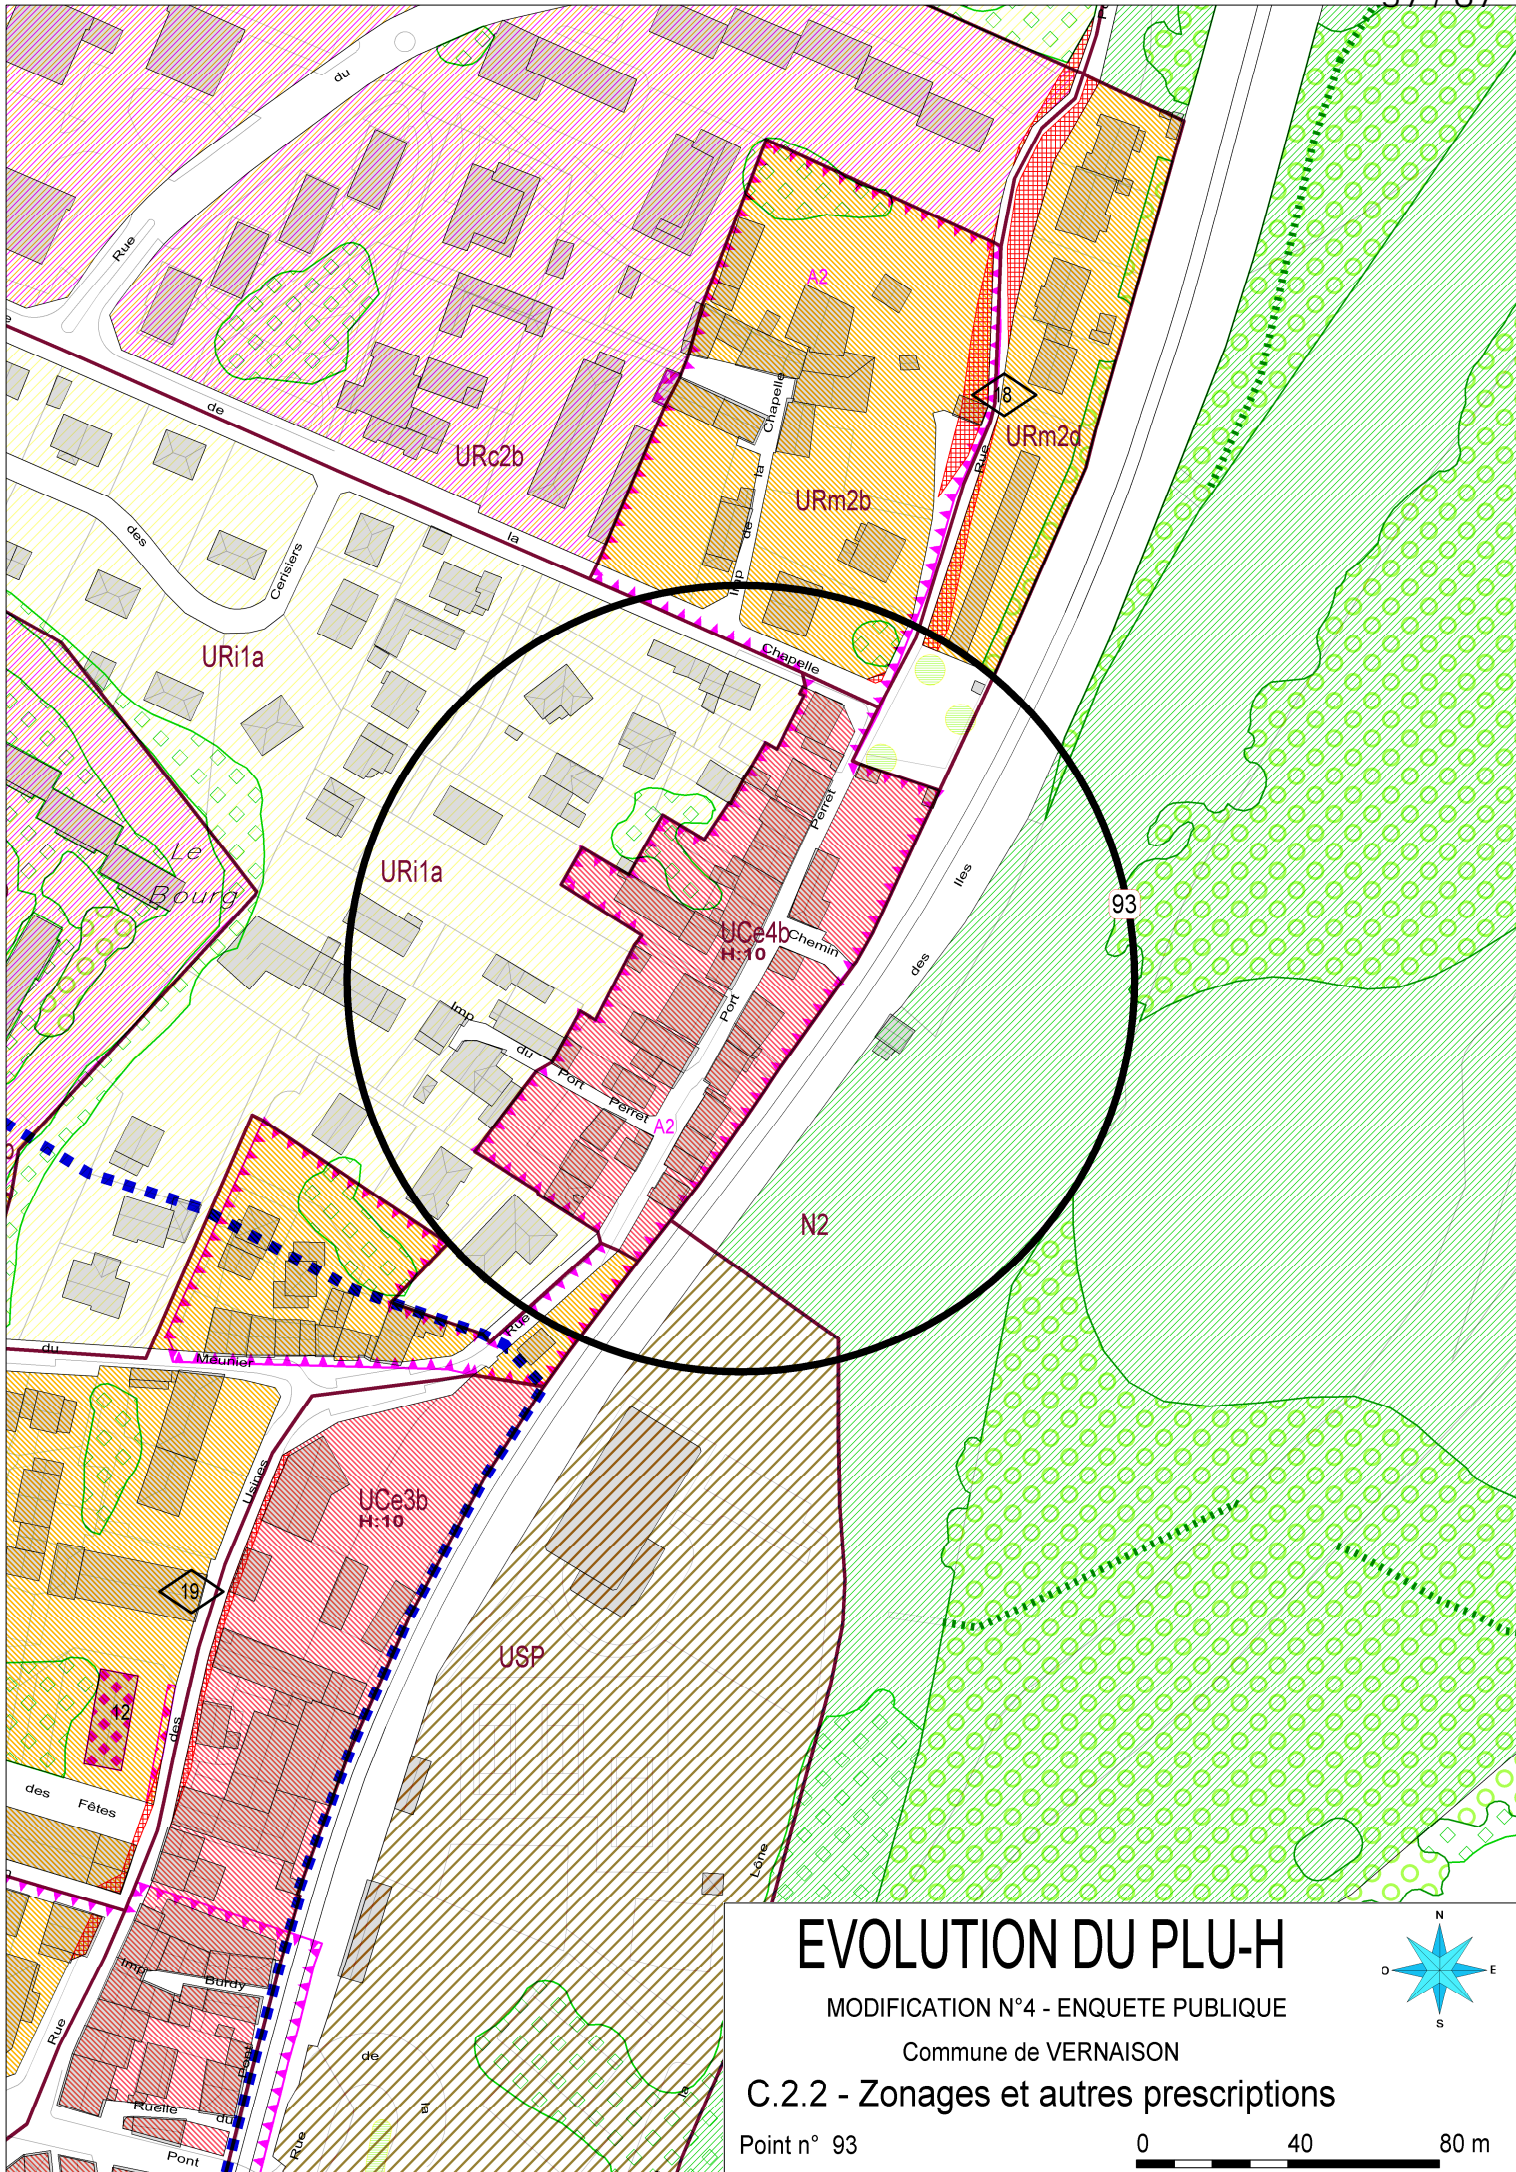 du
Rue
A2
18
URm2d
de
URc2b
Chapelle
Rue
la
URm2b
des
la
de
Cerisiers
Imp
URi1a
Chapelle
Le
Bourg
Perret
URi1a
Iles
93
UCe4b
H:10
Chemin
des
Imp
Port
du
Port
Perret
A2
N2
Rue
du
Meunier
Usines
UCe3b
H:10
19
USP
12
des
des Fêtes
Lône
Imp
Burdy
Rue
Pont
de
la
la
Ruelle
du
Rue
Pont
EVOLUTION DU PLU-H
N
O
E
S
MODIFICATION N°4 - ENQUETE PUBLIQUE
Commune de VERNAISON
C.2.2 - Zonages et autres prescriptions
Point n° 93
0 40 80 m